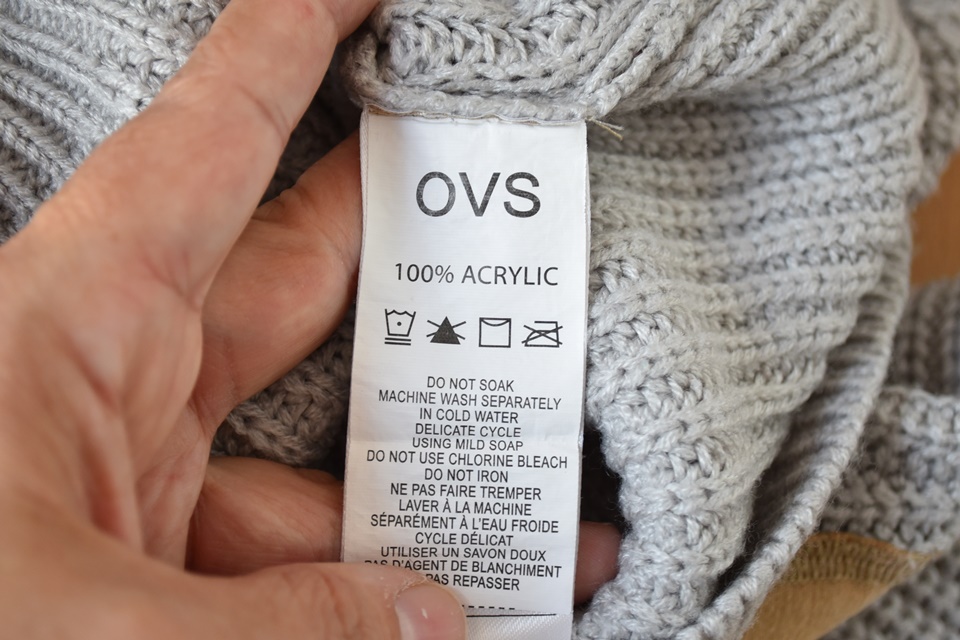 OVS
100% ACRYLIC
DO NOT SOAK
MACHINE WASH SEPARATELY
IN COLD WATER
DELICATE CYCLE
USING MILD SOAP
DO NOT USE CHLORINE BLEACH
DO NOT IRON
NE PAS FAIRE TREMPER
LAVER À LA MACHINE
SÉPARÉMENT À L'EAU FROIDE
CYCLE DÉLICAT
UTILISER UN SAVON DOUX
PAS D'AGENT DE BLANCHIMENT
PAS REPASSER